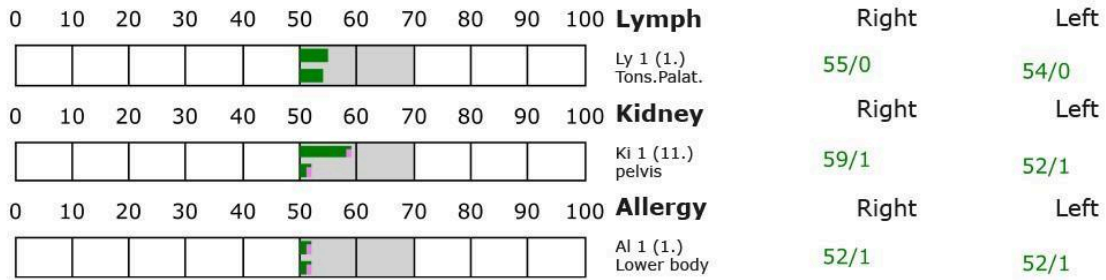 0 10 20 30 40 50 60 70 80 90 100 Lymph Right Left
Ly 1 (1.)
Tons.Palat.
55/0 54/0
0 10 20 30 40 50 60 70 80 90 100 Kidney Right Left
Ki 1 (11.)
pelvis
59/1 52/1
0 10 20 30 40 50 60 70 80 90 100 Allergy Right Left
Al 1 (1.)
Lower body
52/1 52/1